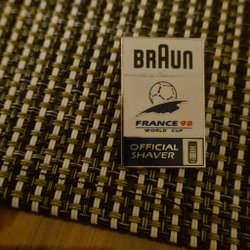 BRAUN
FRANCE 98
WORLD CUP
OFFICIAL
SHAVER